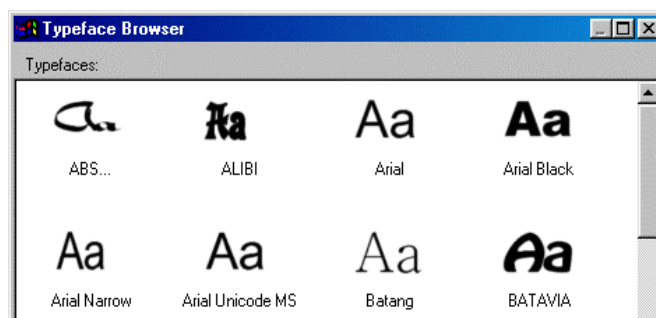 Typeface Browser
Typefaces:
Aa Aa Aa Aa
ABS... ALIBI Arial Arial Black
Aa Aa Aa Aa
Arial Narrow Arial Unicode MS Batang BATAVIA